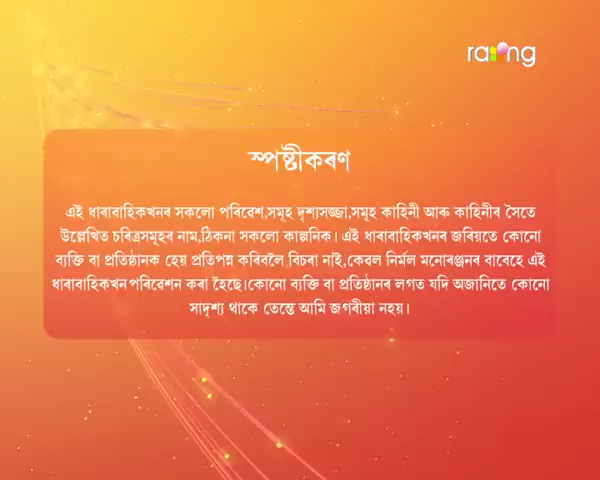 rang
স্পষ্টীকৰণ
এই ধাৰাবাহিকখনৰ সকলো পৰিৱেশ,সমূহ দৃশ্যসজ্জা,সমূহ কাহিনী আৰু কাহিনীৰ সৈতে
উল্লেখিত চৰিত্ৰসমূহৰ নাম,ঠিকনা সকলো কাল্পনিক। এই ধাৰাবাহিকখনৰ জৰিয়তে কোনো
ব্যক্তি বা প্ৰতিষ্ঠানক হেয় প্ৰতিপন্ন কৰিবলৈ বিচৰা নাই,কেৱল নিৰ্মল মনোৰঞ্জনৰ বাবেহে এই
ধাৰাবাহিকখন পৰিৱেশন কৰা হৈছে।কোনো ব্যক্তি বা প্ৰতিষ্ঠানৰ লগত যদি অজানিতে কোনো
সাদৃশ্য থাকে তেন্তে আমি জগৰীয়া নহয়।